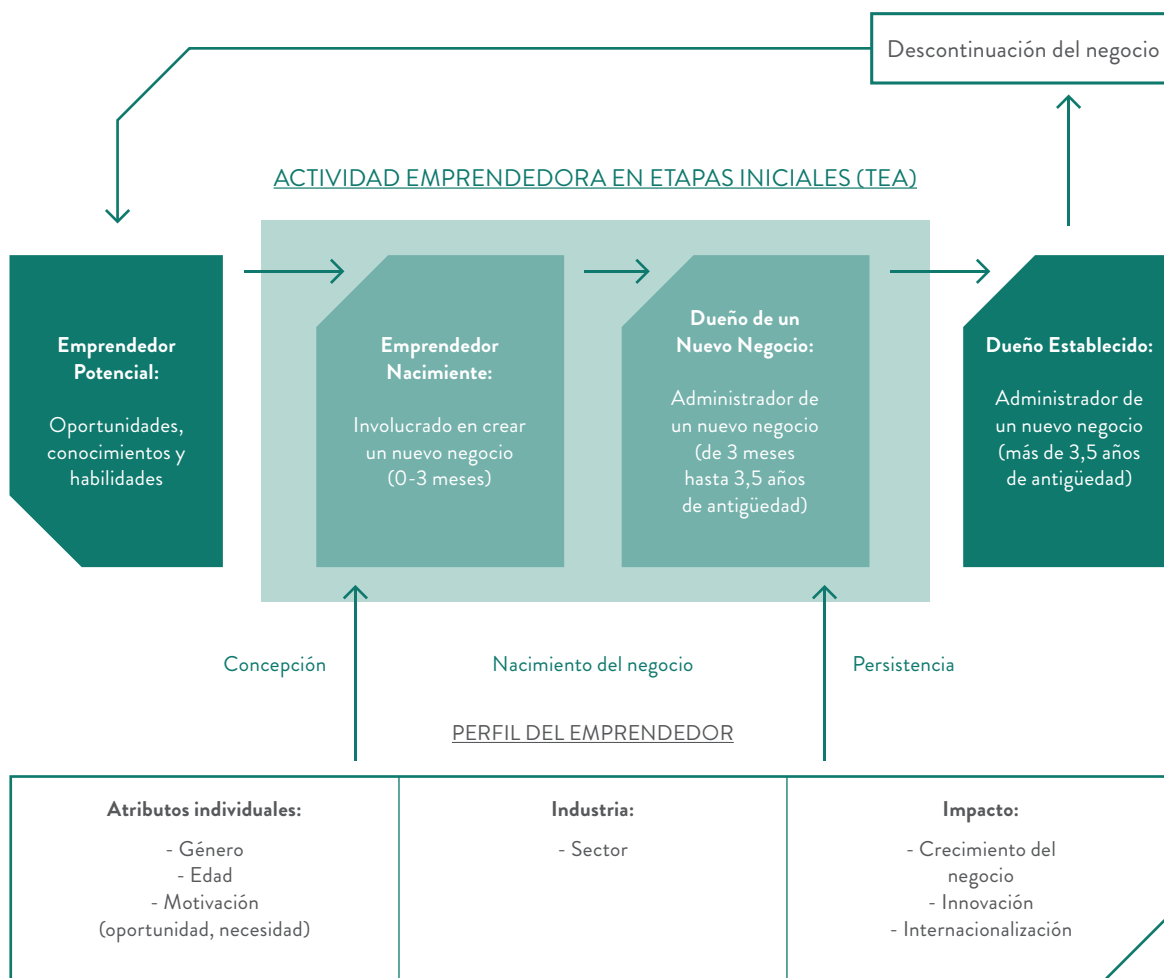 Descontinuación del negocio
ACTIVIDAD EMPRENDEDORA EN ETAPAS INICIALES (TEA)
Emprendedor
Potencial:
Oportunidades,
conocimientos y
habilidades
Emprendedor
Nacimiente:
Involucrado en crear
un nuevo negocio
(0-3 meses)
Dueño de un
Nuevo Negocio:
Administrador de
un nuevo negocio
(de 3 meses
hasta 3,5 años
de antigüedad)
Dueño Establecido:
Administrador de
un nuevo negocio
(más de 3,5 años
de antigüedad)
Concepción
Nacimiento del negocio
Persistencia
PERFIL DEL EMPRENDEDOR
Atributos individuales:
- Género
- Edad
- Motivación
(oportunidad, necesidad)
Industria:
- Sector
Impacto:
- Crecimiento del
negocio
- Innovación
- Internacionalización